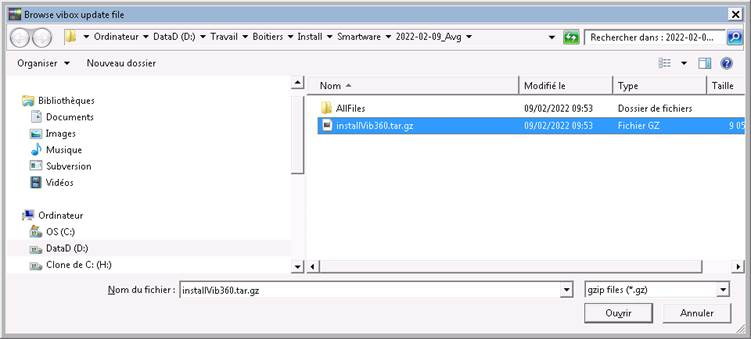 Browse vibox update file
Ordinateur ▸ DataD (D:) ▸ Travail ▸ Boitiers ▸ Install ▸ Smartware ▸ 2022-02-09_Avg ▸ Rechercher dans : 2022-02-0...
Organiser Nouveau dossier
Nom Modifié le Type Taille
Bibliothèques
Documents
Images
Musique
Subversion
Vidéos
Ordinateur
OS (C:)
DataD (D:)
Clone de C: (H:)
AllFiles 09/02/2022 09:53 Dossier de fichiers
installVib360.tar.gz 09/02/2022 09:53 Fichier GZ 9 05
Nom du fichier : installVib360.tar.gz gzip files (*.gz)
Ouvrir Annuler